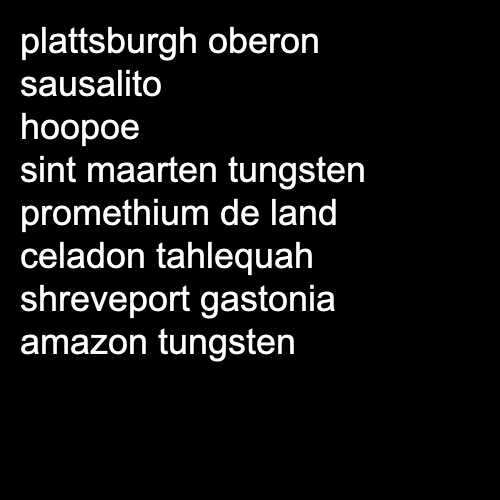 plattsburgh oberon
sausalito
hoopoe
sint maarten tungsten
promethium de land
celadon tahlequah
shreveport gastonia
amazon tungsten